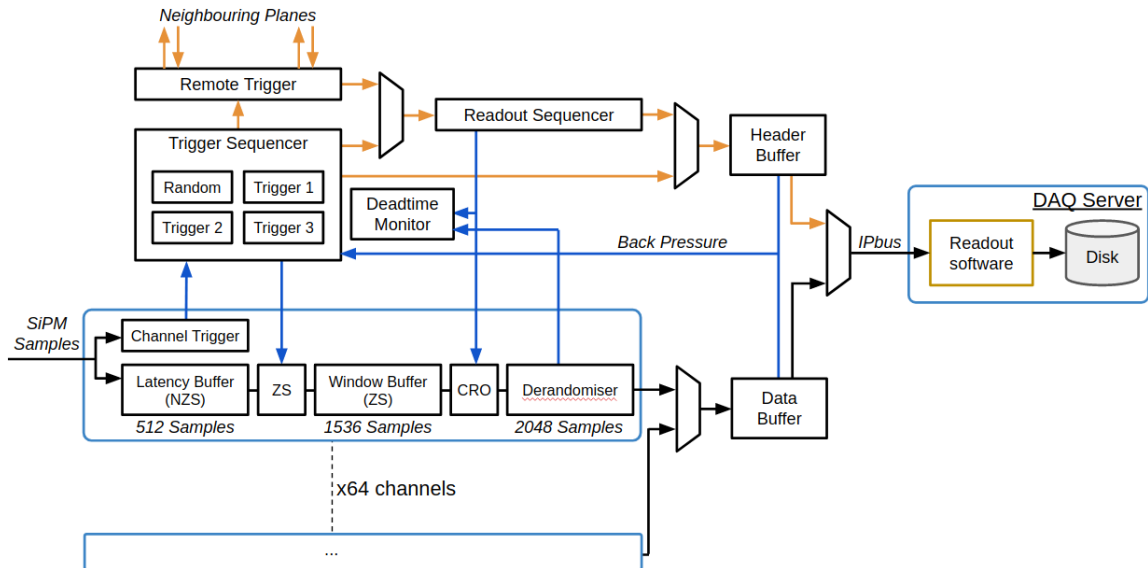 Neighbouring Planes
Remote Trigger
Readout Sequencer
Trigger Sequencer
Random
Trigger 1
Trigger 2
Trigger 3
Deadtime
Monitor
Header
Buffer
Back Pressure
IPbus
DAQ Server
Readout
software
Disk
SiPM
Samples
Channel Trigger
Latency Buffer
(NZS)
ZS
Window Buffer
(ZS)
CRO
Derandomiser
Data
Buffer
512 Samples
1536 Samples
2048 Samples
x64 channels
...